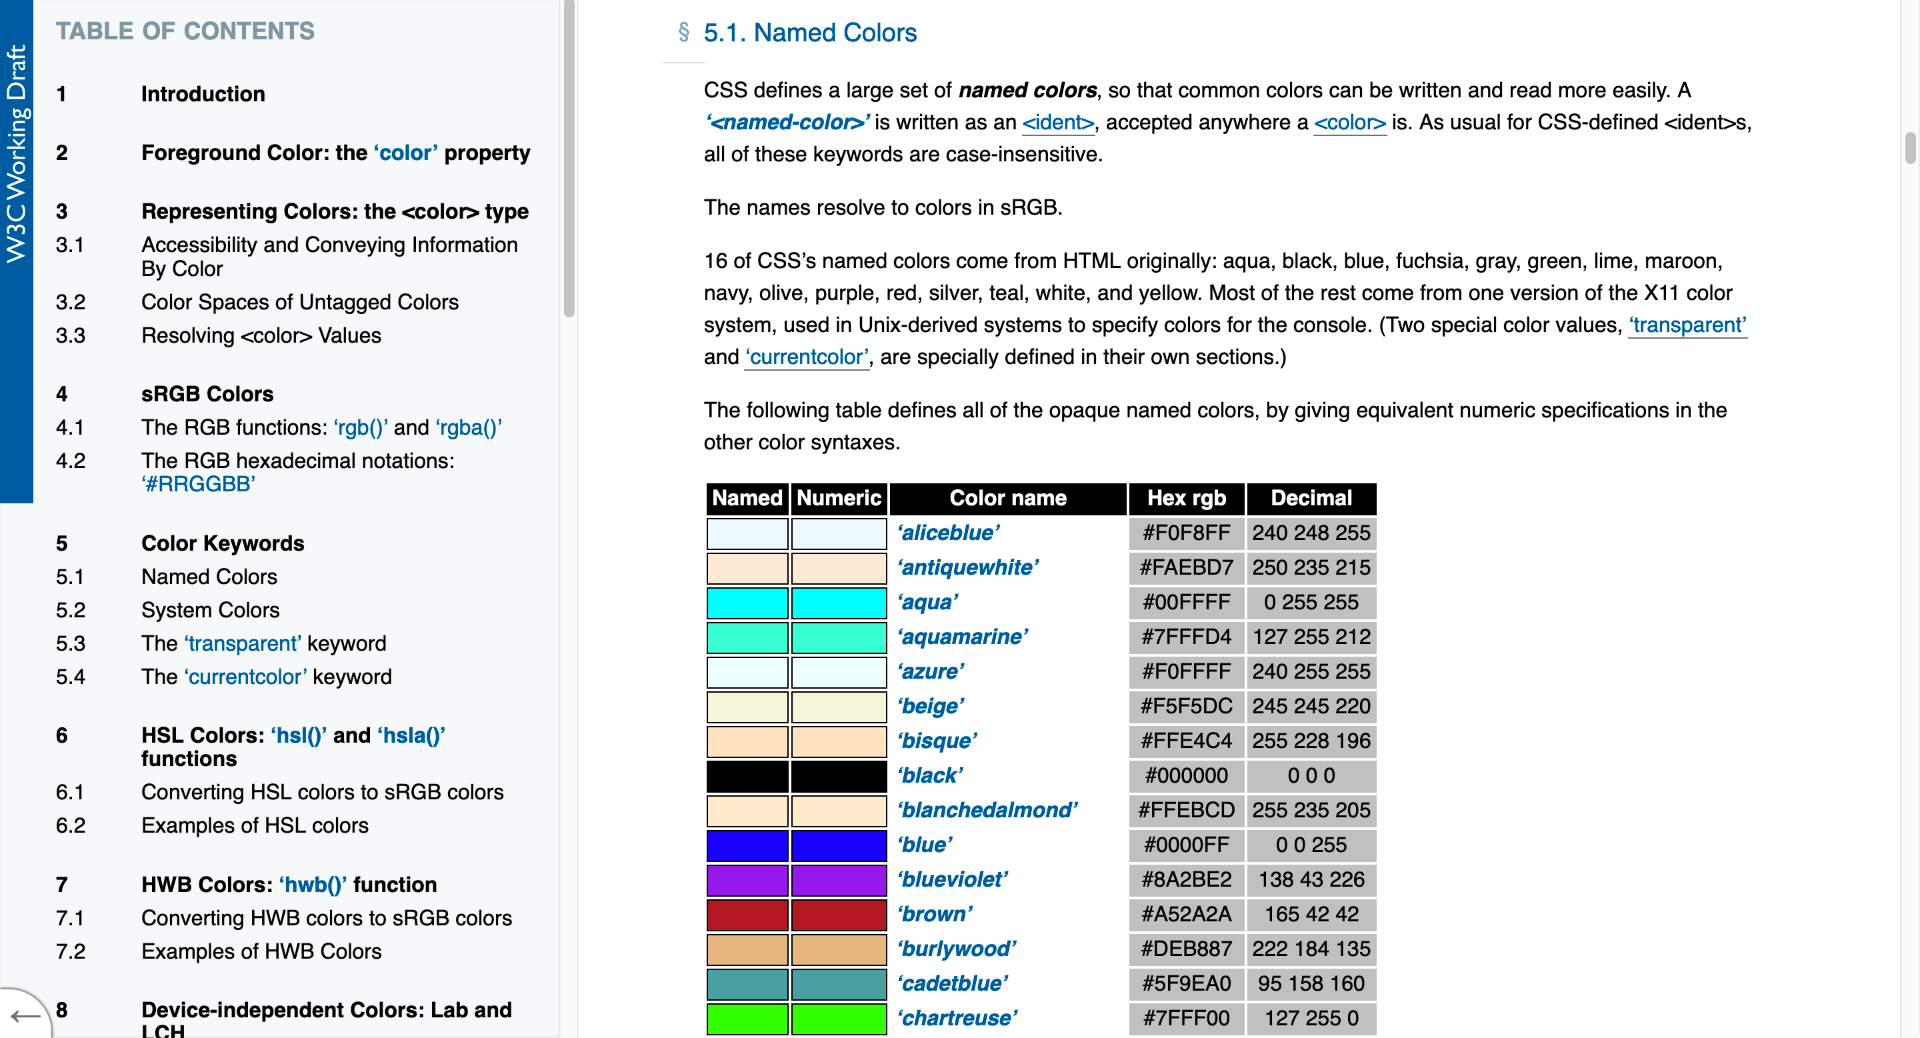 W3C Working Draft
TABLE OF CONTENTS
1 Introduction
2 Foreground Color: the ‘color’ property
3 Representing Colors: the <color> type
3.1 Accessibility and Conveying Information
By Color
3.2 Color Spaces of Untagged Colors
3.3 Resolving <color> Values
4 sRGB Colors
4.1 The RGB functions: ‘rgb()’ and ‘rgba()’
4.2 The RGB hexadecimal notations:
‘#RRGGBB’
5 Color Keywords
5.1 Named Colors
5.2 System Colors
5.3 The ‘transparent’ keyword
5.4 The ‘currentcolor’ keyword
6 HSL Colors: ‘hsl()’ and ‘hsla()’
functions
6.1 Converting HSL colors to sRGB colors
6.2 Examples of HSL colors
7 HWB Colors: ‘hwb()’ function
7.1 Converting HWB colors to sRGB colors
7.2 Examples of HWB Colors
8 Device-independent Colors: Lab and
LCH
§ 5.1. Named Colors
CSS defines a large set of named colors, so that common colors can be written and read more easily. A
‘<named-color>’ is written as an <ident>, accepted anywhere a <color> is. As usual for CSS-defined <ident>s,
all of these keywords are case-insensitive.
The names resolve to colors in sRGB.
16 of CSS’s named colors come from HTML originally: aqua, black, blue, fuchsia, gray, green, lime, maroon,
navy, olive, purple, red, silver, teal, white, and yellow. Most of the rest come from one version of the X11 color
system, used in Unix-derived systems to specify colors for the console. (Two special color values, ‘transparent’
and ‘currentcolor’, are specially defined in their own sections.)
The following table defines all of the opaque named colors, by giving equivalent numeric specifications in the
other color syntaxes.
Named Numeric Color name Hex rgb Decimal
‘aliceblue’ #F0F8FF 240 248 255
‘antiquewhite’ #FAEBD7 250 235 215
‘aqua’ #00FFFF 0 255 255
‘aquamarine’ #7FFFD4 127 255 212
‘azure’ #F0FFFF 240 255 255
‘beige’ #F5F5DC 245 245 220
‘bisque’ #FFE4C4 255 228 196
‘black’ #000000 0 0 0
‘blanchedalmond’ #FFEBCD 255 235 205
‘blue’ #0000FF 0 0 255
‘blueviolet’ #8A2BE2 138 43 226
‘brown’ #A52A2A 165 42 42
‘burlywood’ #DEB887 222 184 135
‘cadetblue’ #5F9EA0 95 158 160
‘chartreuse’ #7FFF00 127 255 0